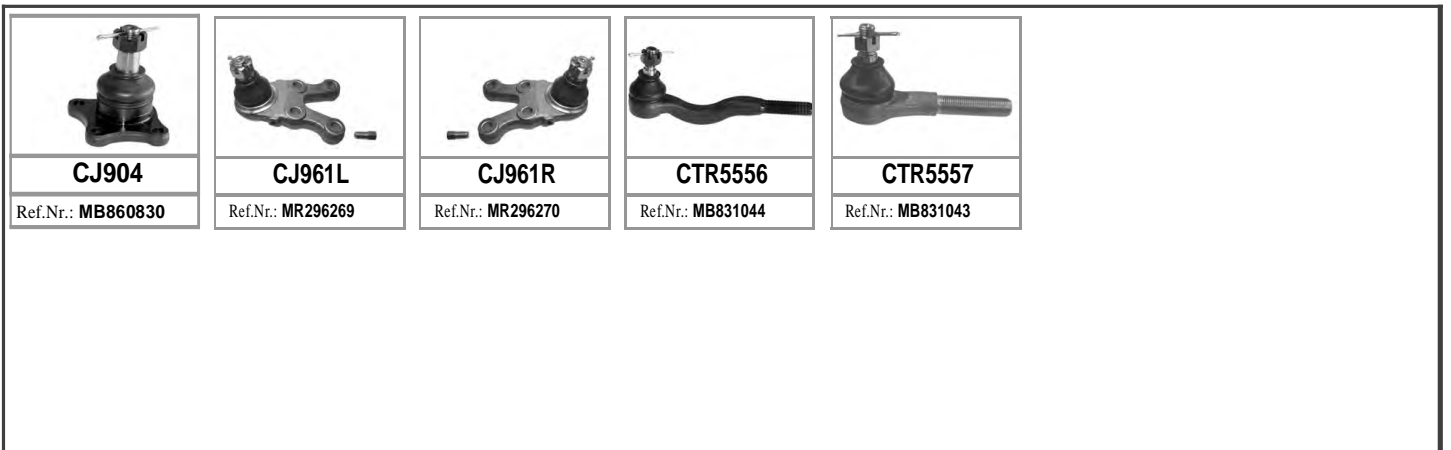 CJ904
Ref.Nr.: MB860830
CJ961L
Ref.Nr.: MR296269
CJ961R
Ref.Nr.: MR296270
CTR5556
Ref.Nr.: MB831044
CTR5557
Ref.Nr.: MB831043